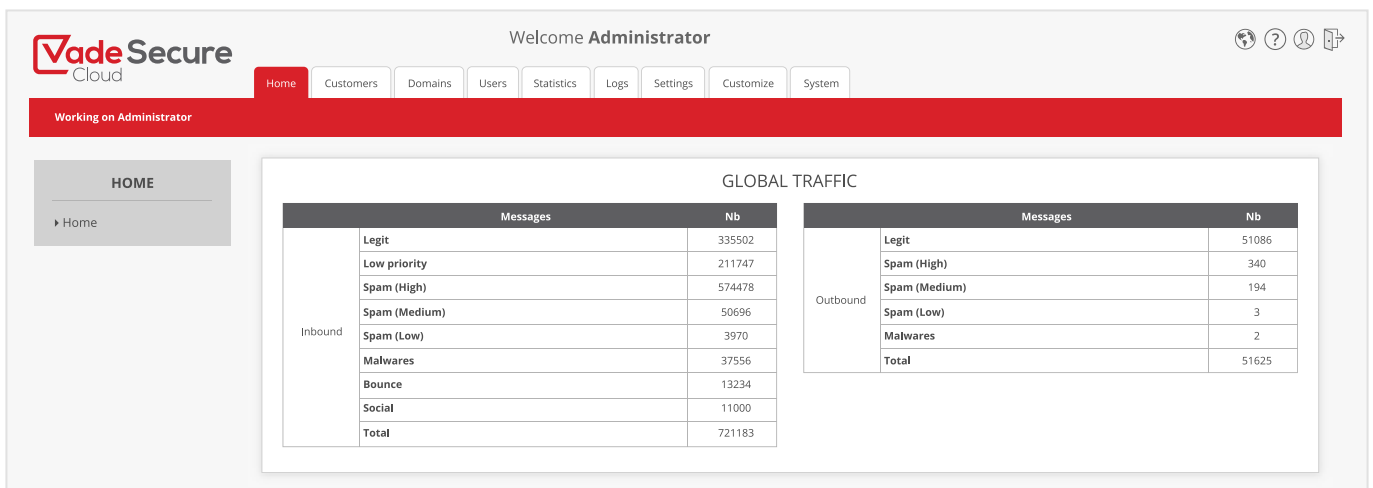 Vade Secure
Cloud
Welcome Administrator
Home Customers Domains Users Statistics Logs Settings Customize System
Working on Administrator
HOME
Home
GLOBAL TRAFFIC
Messages Nb
Inbound
Legit 335502
Low priority 211747
Spam (High) 574478
Spam (Medium) 50696
Spam (Low) 3970
Malwares 37556
Bounce 13234
Social 11000
Total 721183
Messages Nb
Outbound
Legit 51086
Spam (High) 340
Spam (Medium) 194
Spam (Low) 3
Malwares 2
Total 51625